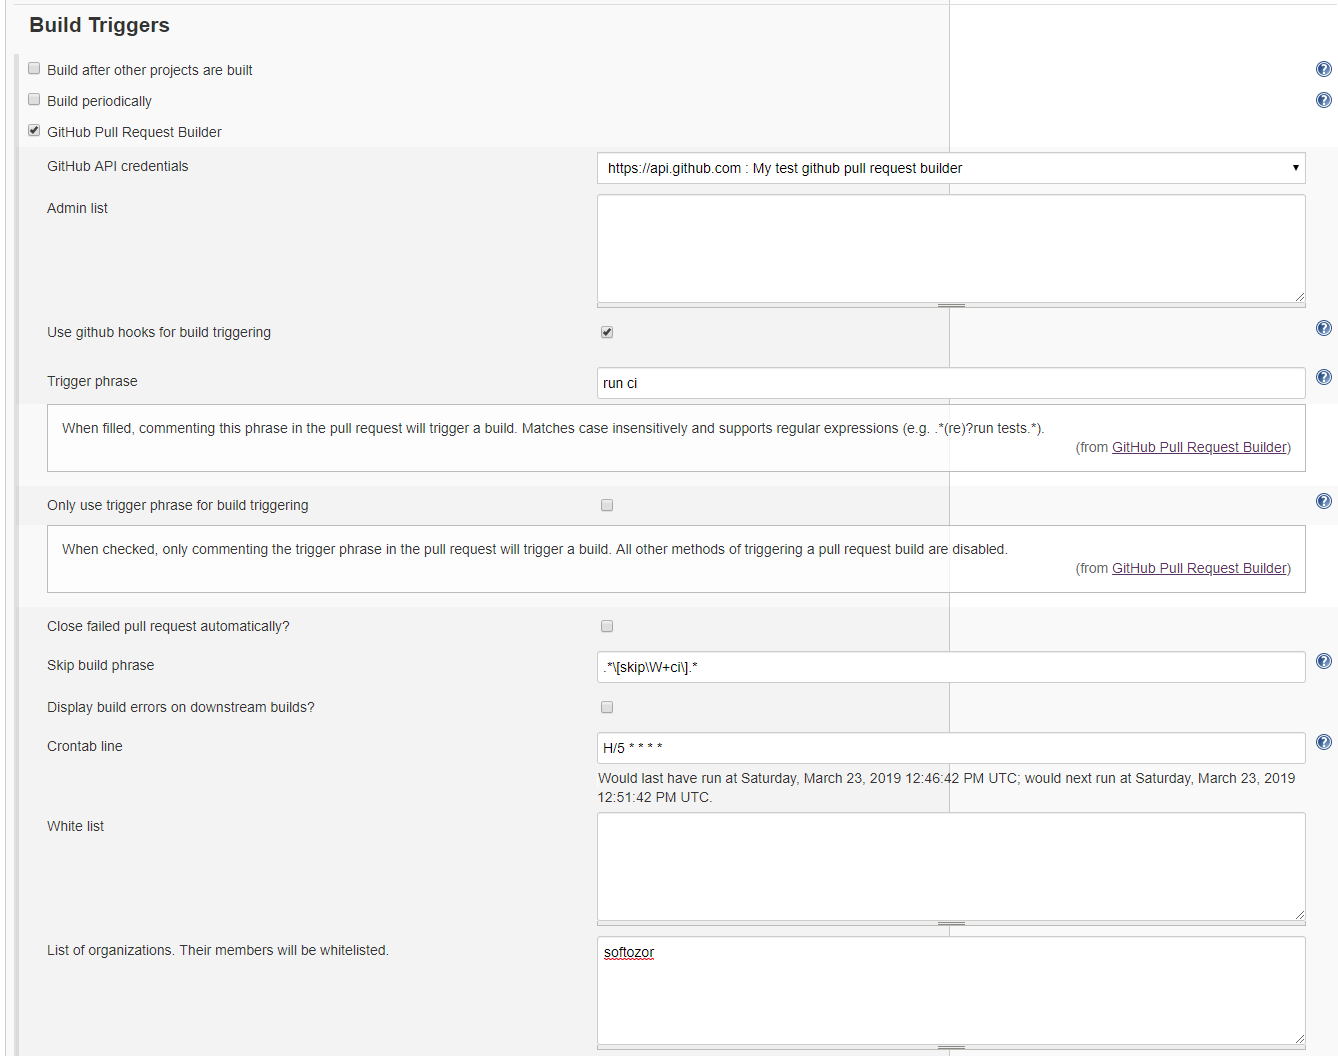 Build Triggers
Build after other projects are built
Build periodically
GitHub Pull Request Builder
GitHub API credentials
https://api.github.com : My test github pull request builder
Admin list
Use github hooks for build triggering
Trigger phrase
run ci
When filled, commenting this phrase in the pull request will trigger a build. Matches case insensitively and supports regular expressions (e.g. .*(re)?run tests.*).
(from GitHub Pull Request Builder)
Only use trigger phrase for build triggering
When checked, only commenting the trigger phrase in the pull request will trigger a build. All other methods of triggering a pull request build are disabled.
(from GitHub Pull Request Builder)
Close failed pull request automatically?
Skip build phrase
.*\[skip\W+ci\].*
Display build errors on downstream builds?
Crontab line
H/5 * * * *
Would last have run at Saturday, March 23, 2019 12:46:42 PM UTC; would next run at Saturday, March 23, 2019
12:51:42 PM UTC.
White list
List of organizations. Their members will be whitelisted.
softozor